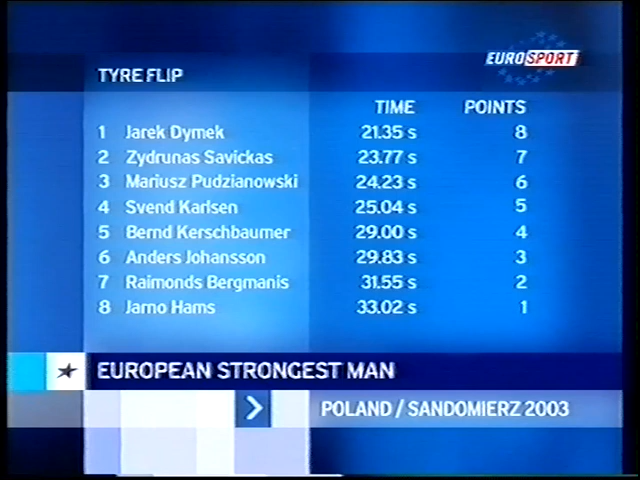 EUROSPORT
TYRE FLIP
TIME POINTS
1 Jarek Dymek 21.35 s 8
2 Zydrunas Savickas 23.77 s 7
3 Mariusz Pudzianowski 24.23 s 6
4 Svend Karlsen 25.04 s 5
5 Bernd Kerschbaumer 29.00 s 4
6 Anders Johansson 29.83 s 3
7 Raimonds Bergmanis 31.55 s 2
8 Jarno Hams 33.02 s 1
EUROPEAN STRONGEST MAN
POLAND / SANDOMIERZ 2003